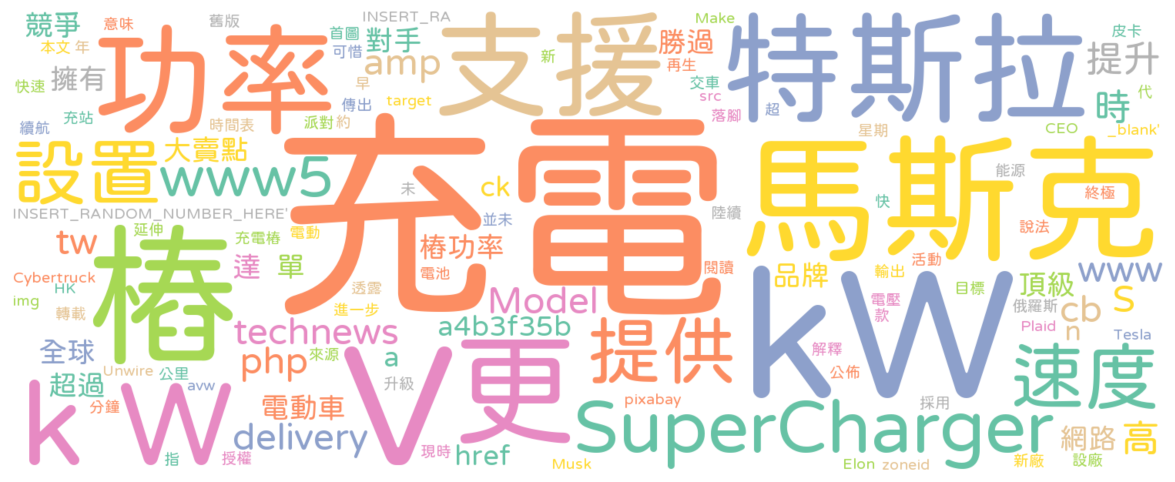 競爭 意味 舊版 INSERT_RA Make 皮卡
本文 年 功率 首圖 對手 支援 新 勝過 特斯拉 提升
可惜 amp 再生
擁有 早 交車 src 代
快速 充站 傳出 target 落腳 超 時
續航 時間表 派對 約 星期 CEO _blank'
設置 大賣點 充電 馬斯克 能源
www5 未 ck 快 終極
INSERT_RANDOM_NUMBER_HERE' 並未 陸續 說法
tw 樁 延伸 充電樁 電動 樁功率 閱讀 活動
Cybertruck 達 單 電池 品牌 輸出 www
HK 透露 目標 頂級 S
img 轉載 進一步 Model kW 電壓 俄羅斯 cb
technews a4b3f35b 提供 款 Plaid n Tesla
全球 php 來源 a 更 解釋 速度
Unwire 公里 升級 公佈
超過 avw V
kW 分鐘 電動車 pixabay SuperCharger 採用
delivery 網路 高
指 授權 現時 href Musk Elon zoneid 新廠 設廠